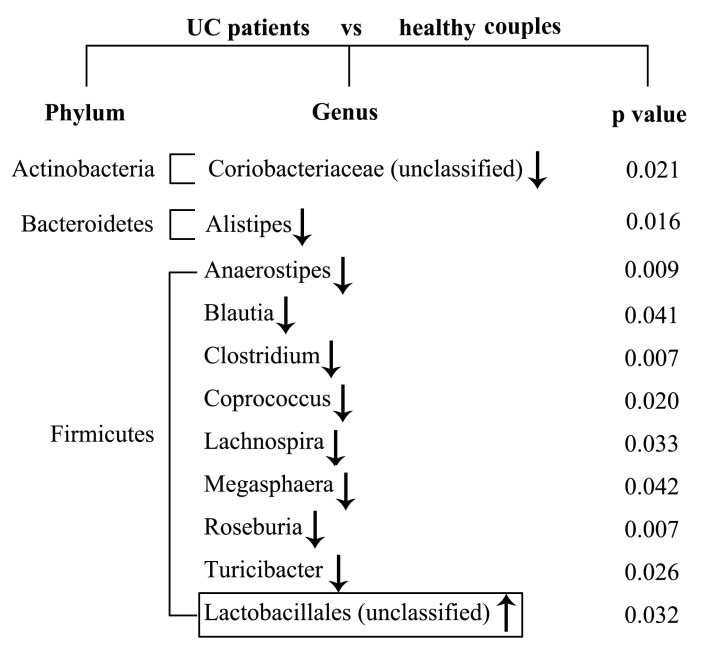 UC patients vs healthy couples
Phylum Genus p value
Actinobacteria Coriobacteriaceae (unclassified) ↓ 0.021
Bacteroidetes Alistipes ↓ 0.016
Anaerostipes ↓ 0.009
Blautia ↓ 0.041
Clostridium ↓ 0.007
Coprococcus ↓ 0.020
Firmicutes
Lachnospira ↓ 0.033
Megasphaera ↓ 0.042
Roseburia ↓ 0.007
Turicibacter ↓ 0.026
Lactobacillales (unclassified) ↑ 0.032